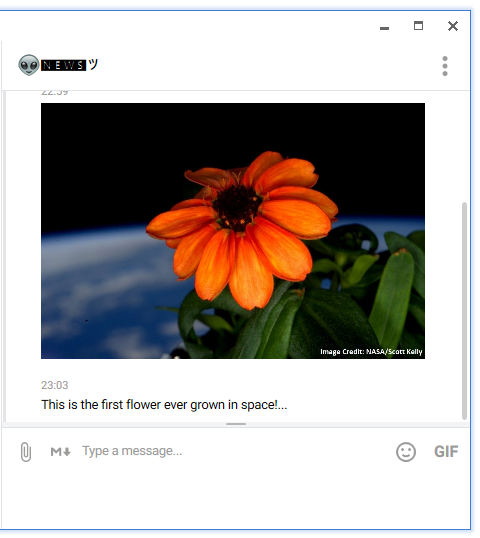 NEWSツ
22:59
Image Credit: NASA/Scott Kelly
23:03
This is the first flower ever grown in space!...
M
Type a message...
GIF